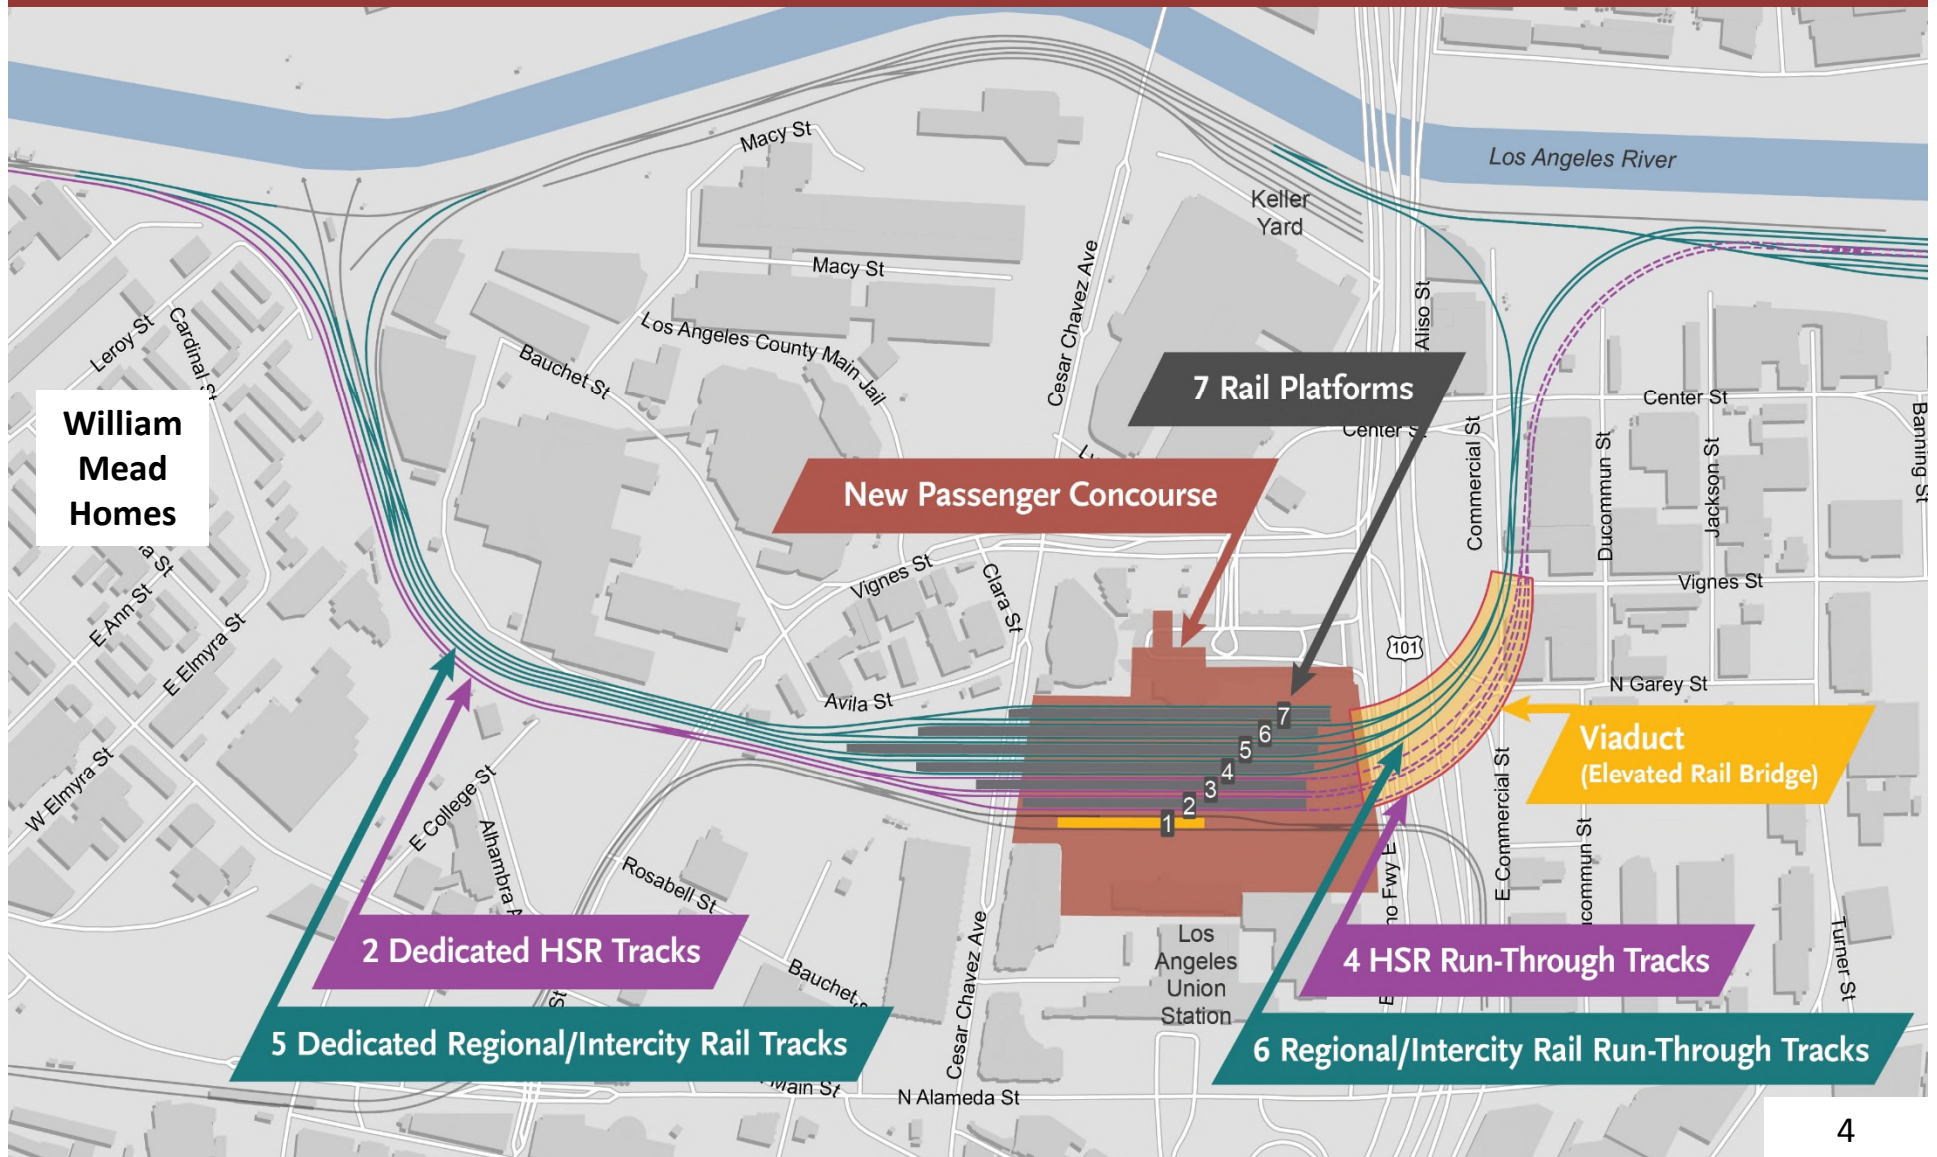 Macy St
Los Angeles River
Keller
Yard
Macy St
Cesar Chavez Ave
Aliso St
Leroy St
Cardinal St
Los Angeles County Main Jail
Bauchet St
7 Rail Platforms
Center St
Center St
Banning St
William
Mead
Homes
Commercial St
Ducommun St
Jackson St
New Passenger Concourse
Vignes St
Clara St
Vignes St
E Ann St
E Elmyra St
101
Avila St
N Garey St
7
6
5
4
3
2
1
Viaduct
(Elevated Rail Bridge)
W Elmyra St
E College St
Alhambra A
Rosabell St
E Commercial St
Turner St
2 Dedicated HSR Tracks
Bauchet
Cesar Chavez Ave
Los
Angeles
Union
Station
4 HSR Run-Through Tracks
5 Dedicated Regional/Intercity Rail Tracks
6 Regional/Intercity Rail Run-Through Tracks
Main St
N Alameda St
4